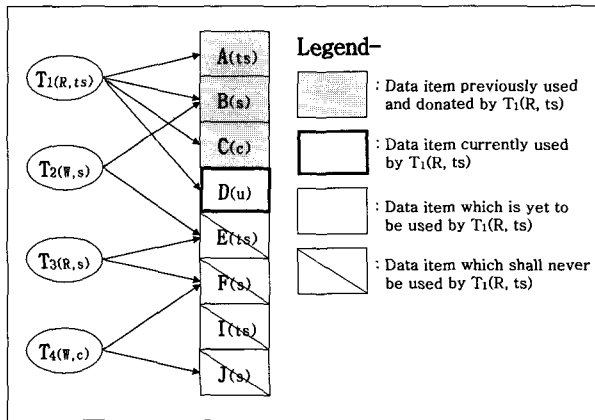 T1(R,ts)
T2(W,s)
T3(R,s)
T4(W,c)
A(ts)
B(s)
C(c)
D(u)
E(ts)
F(s)
I(ts)
J(s)
Legend-
: Data item previously used
and donated by T1(R, ts)
: Data item currently used
by T1(R, ts)
: Data item which is yet to
be used by T1(R, ts)
: Data item which shall never
be used by T1(R, ts)